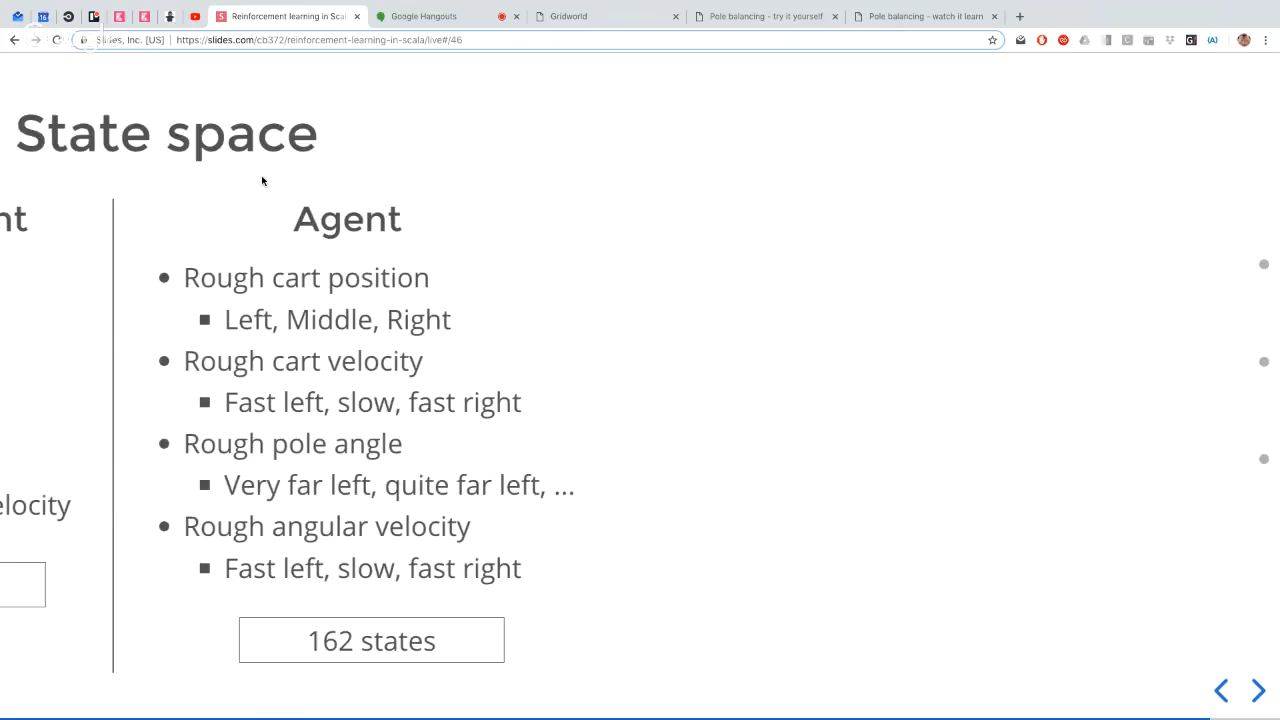 Reinforcement learning in Sca
Google Hangouts
Gridworld
Pole balancing - try it yourself
Pole balancing - watch it learn
Slides, Inc. [US] | https://slides.com/cb372/reinforcement-learning-in-scala/live#/46
State space
nt
Agent
• Rough cart position
▪ Left, Middle, Right
• Rough cart velocity
▪ Fast left, slow, fast right
• Rough pole angle
▪ Very far left, quite far left, ...
elocity
• Rough angular velocity
▪ Fast left, slow, fast right
162 states